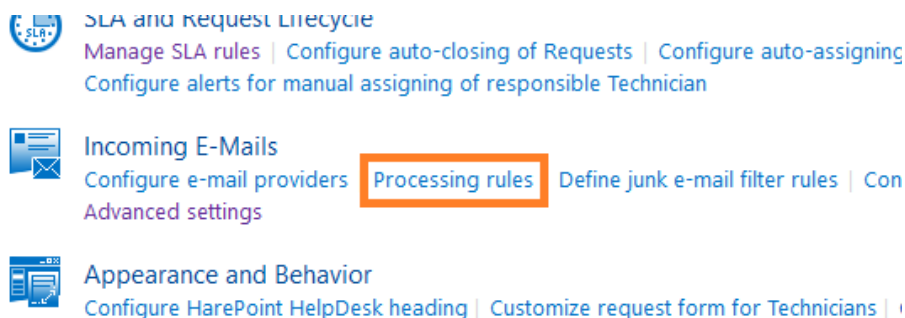 SLA and Request Lifecycle
SLA
Manage SLA rules | Configure auto-closing of Requests | Configure auto-assigning
Configure alerts for manual assigning of responsible Technician
Incoming E-Mails
Configure e-mail providers Processing rules Define junk e-mail filter rules | Con
Advanced settings
Appearance and Behavior
Configure HarePoint HelpDesk heading | Customize request form for Technicians |